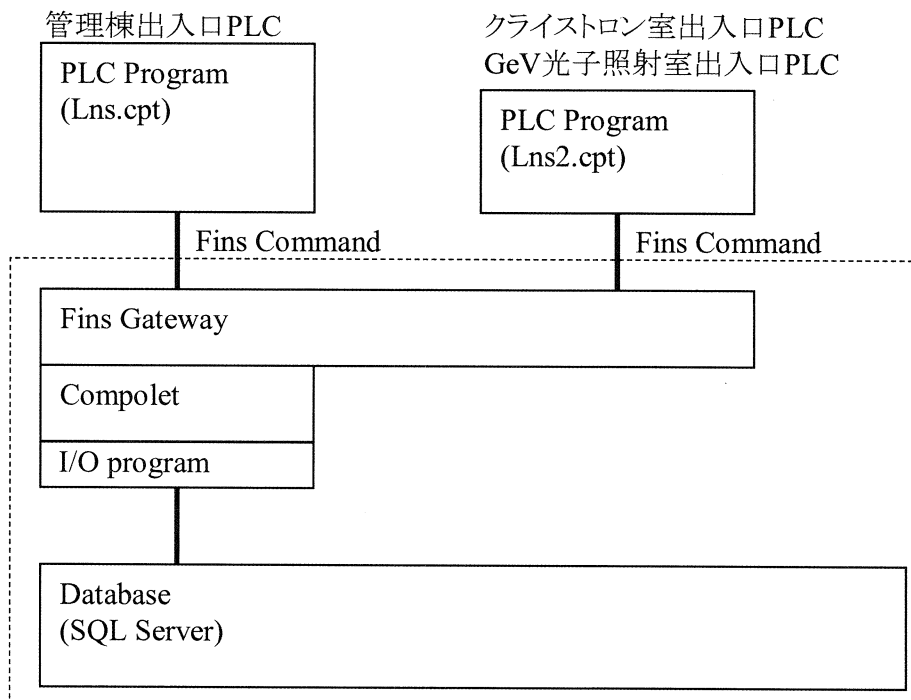 管理棟出入口PLC
PLC Program
(Lns.cpt)
クライストロン室出入口PLC
GeV光子照射室出入口PLC
PLC Program
(Lns2.cpt)
Fins Command
Fins Command
Fins Gateway
Compolet
I/O program
Database
(SQL Server)